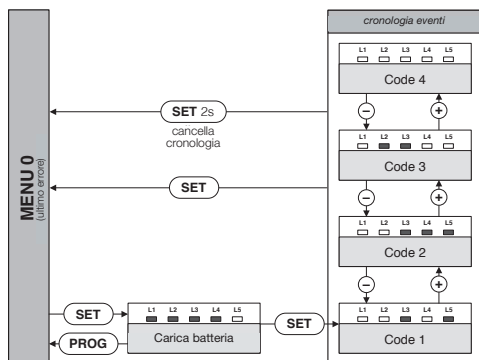 cronologia eventi
L1 L2 L3 L4 L5
Code 4
− +
SET 2s
cancella
cronologia
L1 L2 L3 L4 L5
Code 3
SET
− +
MENU 0
(ultimo errore)
L1 L2 L3 L4 L5
Code 2
− +
SET
L1 L2 L3 L4 L5
Carica batteria
PROG
SET
L1 L2 L3 L4 L5
Code 1